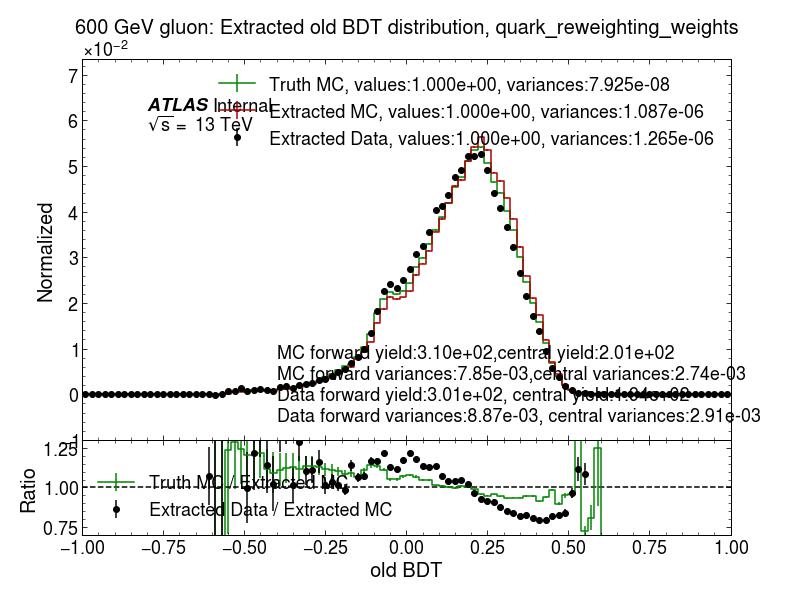 600 GeV gluon: Extracted old BDT distribution, quark_reweighting_weights
×10⁻²
Truth MC, values:1.000e+00, variances:7.925e-08
ATLAS Internal
Extracted MC, values:1.000e+00, variances:1.087e-06
√s = 13 TeV
Extracted Data, values:1.000e+00, variances:1.265e-06
7
6
5
4
3
2
1
0
Normalized
MC forward yield:3.10e+02,central yield:2.01e+02
MC forward variances:7.85e-03,central variances:2.74e-03
Data forward yield:3.01e+02, central yield:
Data forward variances:8.87e-03, central variances:2.91e-03
1.25
1.00
0.75
Ratio
Truth MC / Extracted MC
Extracted Data / Extracted MC
−1.00 −0.75 −0.50 −0.25 0.00 0.25 0.50 0.75 1.00
old BDT